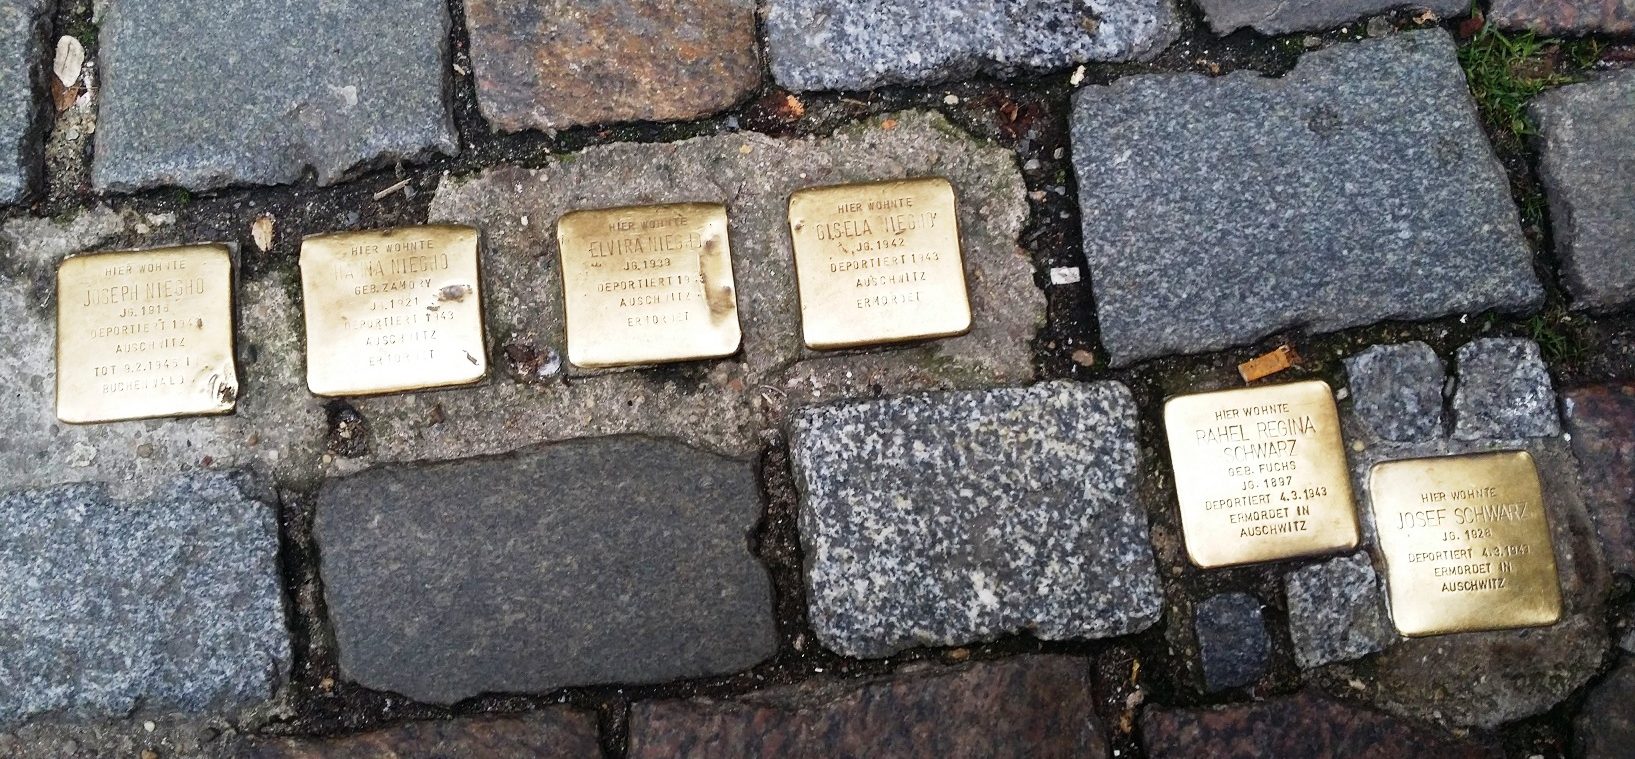 HIER WOHNTE
JOSEPH NIEGHO
JG. 1915
DEPORTIERT 1943
AUSCHWITZ
TOT 9.2.1945 IN
BUCHENWALD
HIER WOHNTE
NIEGHO
GEB. ZAMORY
JG. 1921
DEPORTIERT 1943
AUSCHWITZ
ERMORDET
HIER WOHNTE
ELVIRA NIEGHO
JG. 1939
DEPORTIERT 1943
AUSCHWITZ
ERMORDET
HIER WOHNTE
GISELA NIEGHO
JG. 1942
DEPORTIERT 1943
AUSCHWITZ
ERMORDET
HIER WOHNTE
RAHEL REGINA
SCHWARZ
GEB. FUCHS
JG. 1897
DEPORTIERT 4.3.1943
ERMORDET IN
AUSCHWITZ
HIER WOHNTE
JOSEF SCHWARZ
JG. 1928
DEPORTIERT 4.3.1943
ERMORDET IN
AUSCHWITZ